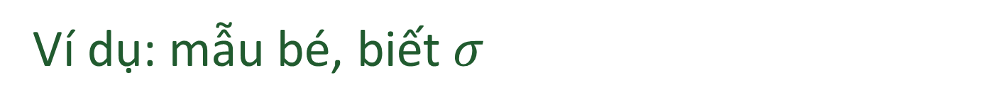 Ví dụ: mẫu bé, biết σ